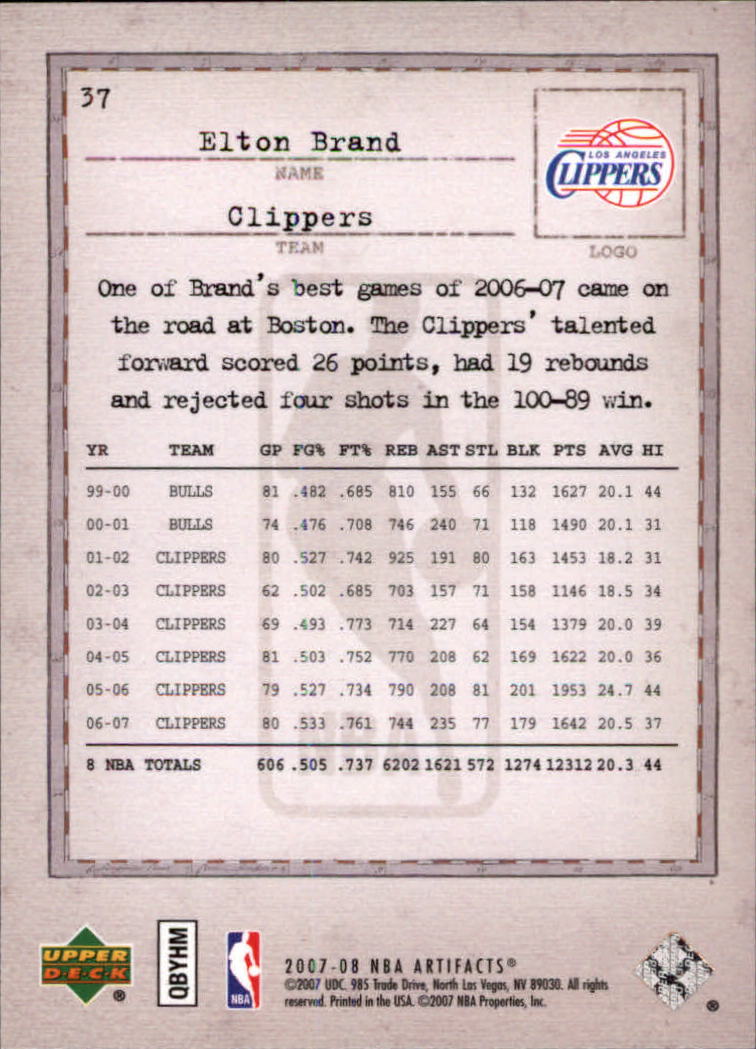 37
Elton Brand
NAME
LOS ANGELES
CLIPPERS
Clippers
TEAM
LOGO
One of Brand's best games of 2006-07 came on
the road at Boston. The Clippers' talented
forward scored 26 points, had 19 rebounds
and rejected four shots in the 100-89 win.
YR TEAM GP FG% FT% REB AST STL BLK PTS AVG HI
99-00 BULLS 81 .482 .685 810 155 66 132 1627 20.1 44
00-01 BULLS 74 .476 .708 746 240 71 118 1490 20.1 31
01-02 CLIPPERS 80 .527 .742 925 191 80 163 1453 18.2 31
02-03 CLIPPERS 62 .502 .685 703 157 71 158 1146 18.5 34
03-04 CLIPPERS 69 .493 .773 714 227 64 154 1379 20.0 39
04-05 CLIPPERS 81 .503 .752 770 208 62 169 1622 20.0 36
05-06 CLIPPERS 79 .527 .734 790 208 81 201 1953 24.7 44
06-07 CLIPPERS 80 .533 .761 744 235 77 179 1642 20.5 37
8 NBA TOTALS 606 .505 .737 6202 1621 572 1274 12312 20.3 44
NBA
UPPER
D·E·C·K
®
QBYHM
NBA
2007-08 NBA ARTIFACTS®
©2007 UDC. 985 Trade Drive, North Las Vegas, NV 89030. All rights
reserved. Printed in the USA. ©2007 NBA Properties, Inc.
®